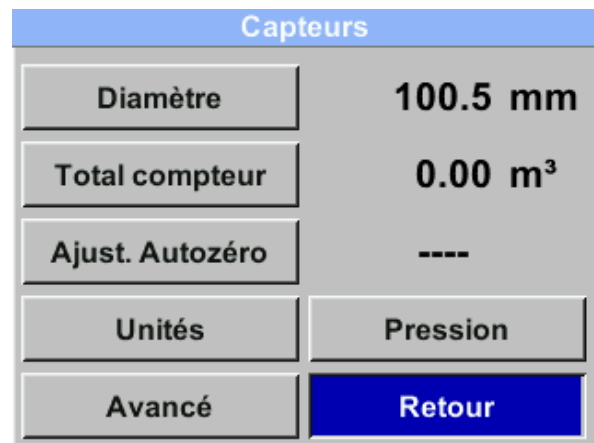 Capteurs
Diamètre 100.5 mm
Total compteur 0.00 m³
Ajust. Autozéro ----
Unités Pression
Avancé Retour